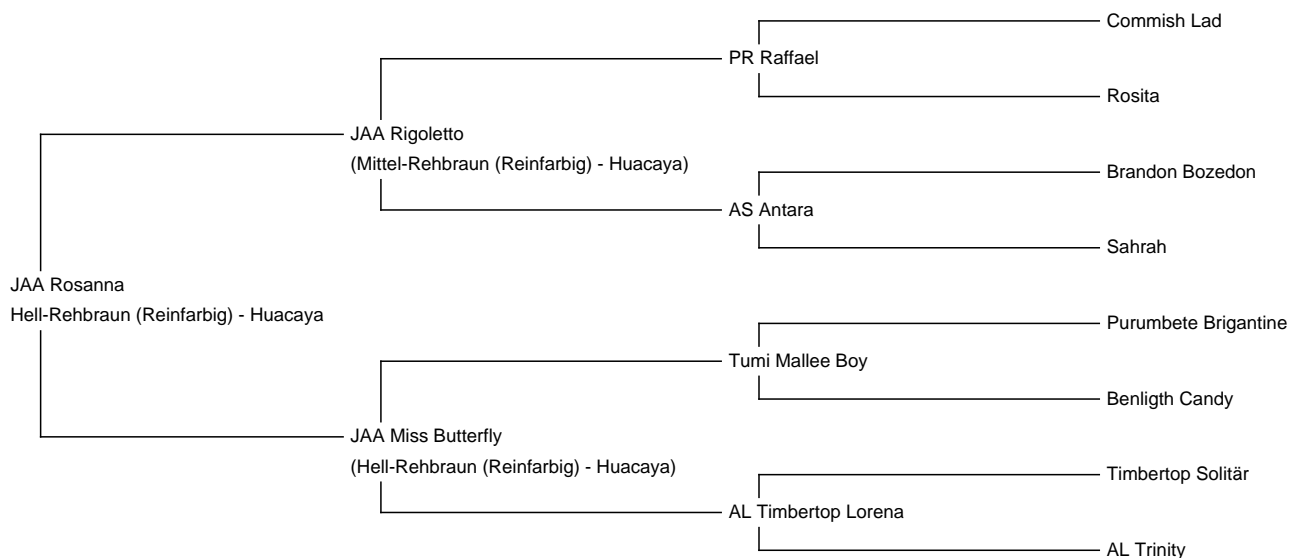 Commish Lad
PR Raffael
Rosita
JAA Rigoletto
(Mittel-Rehbraun (Reinfarbig) - Huacaya)
Brandon Bozedon
AS Antara
Sahrah
JAA Rosanna
Hell-Rehbraun (Reinfarbig) - Huacaya
Purumbete Brigantine
Tumi Mallee Boy
Benligth Candy
JAA Miss Butterfly
(Hell-Rehbraun (Reinfarbig) - Huacaya)
Timbertop Solitär
AL Timbertop Lorena
AL Trinity